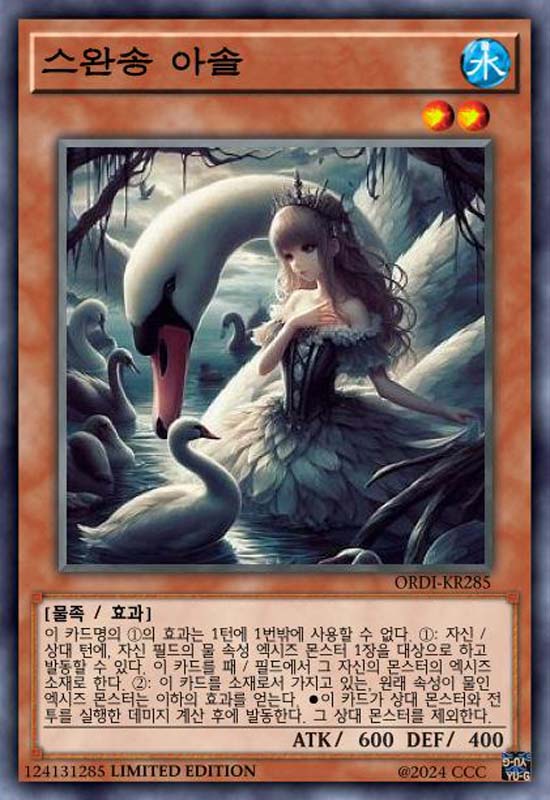 스완송 아솔
水
ORDI-KR285
[물족 / 효과]
이 카드명의 ①의 효과는 1턴에 1번밖에 사용할 수 없다. ①: 자신 /
상대 턴에, 자신 필드의 물 속성 엑시즈 몬스터 1장을 대상으로 하고
발동할 수 있다. 이 카드를 패 / 필드에서 그 자신의 몬스터의 엑시즈
소재로 한다. ②: 이 카드를 소재로서 가지고 있는, 원래 속성이 물인
엑시즈 몬스터는 이하의 효과를 얻는다. ●이 카드가 상대 몬스터와 전
투를 실행한 데미지 계산 후에 발동한다. 그 상대 몬스터를 제외한다.
ATK/ 600 DEF/ 400
124131285 LIMITED EDITION
@2024 CCC